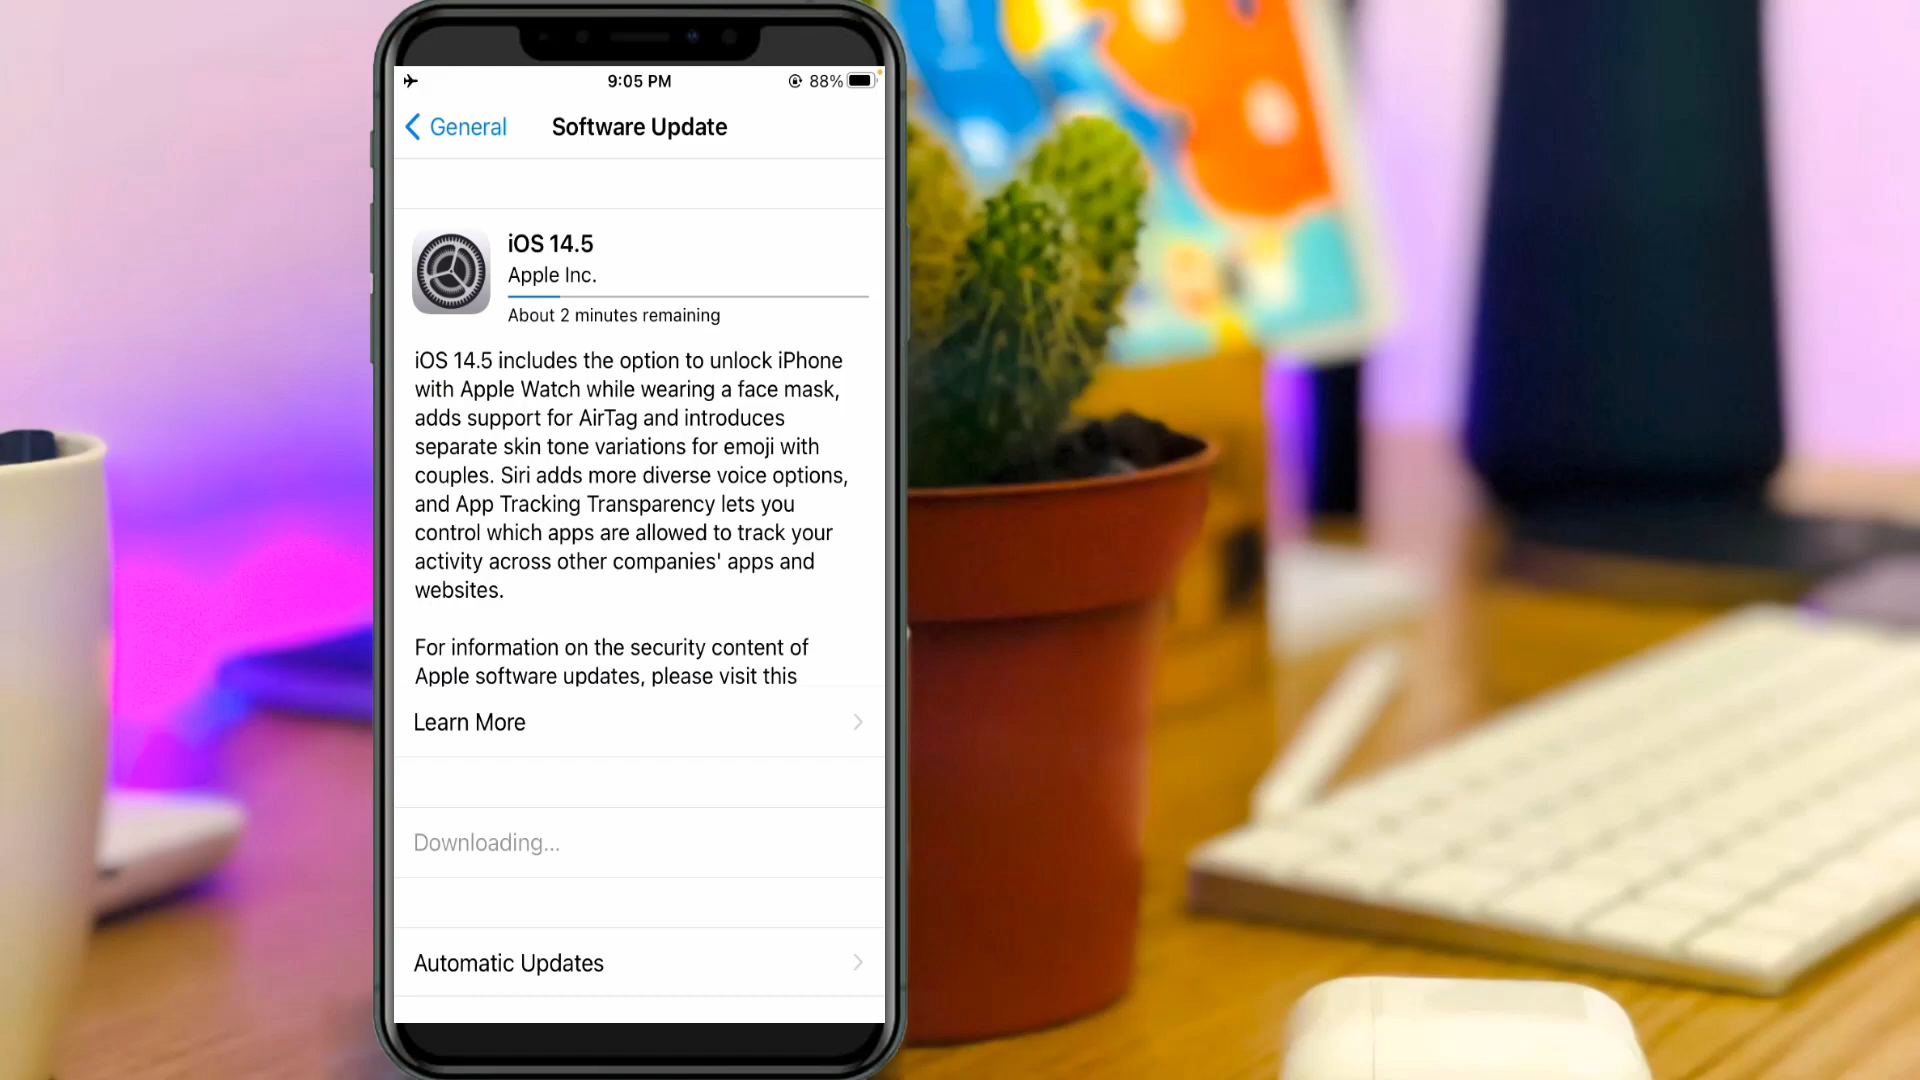 9:05 PM
88%
General
Software Update
iOS 14.5
Apple Inc.
About 2 minutes remaining
iOS 14.5 includes the option to unlock iPhone
with Apple Watch while wearing a face mask,
adds support for AirTag and introduces
separate skin tone variations for emoji with
couples. Siri adds more diverse voice options,
and App Tracking Transparency lets you
control which apps are allowed to track your
activity across other companies' apps and
websites.
For information on the security content of
Apple software updates, please visit this
Learn More
Downloading...
Automatic Updates